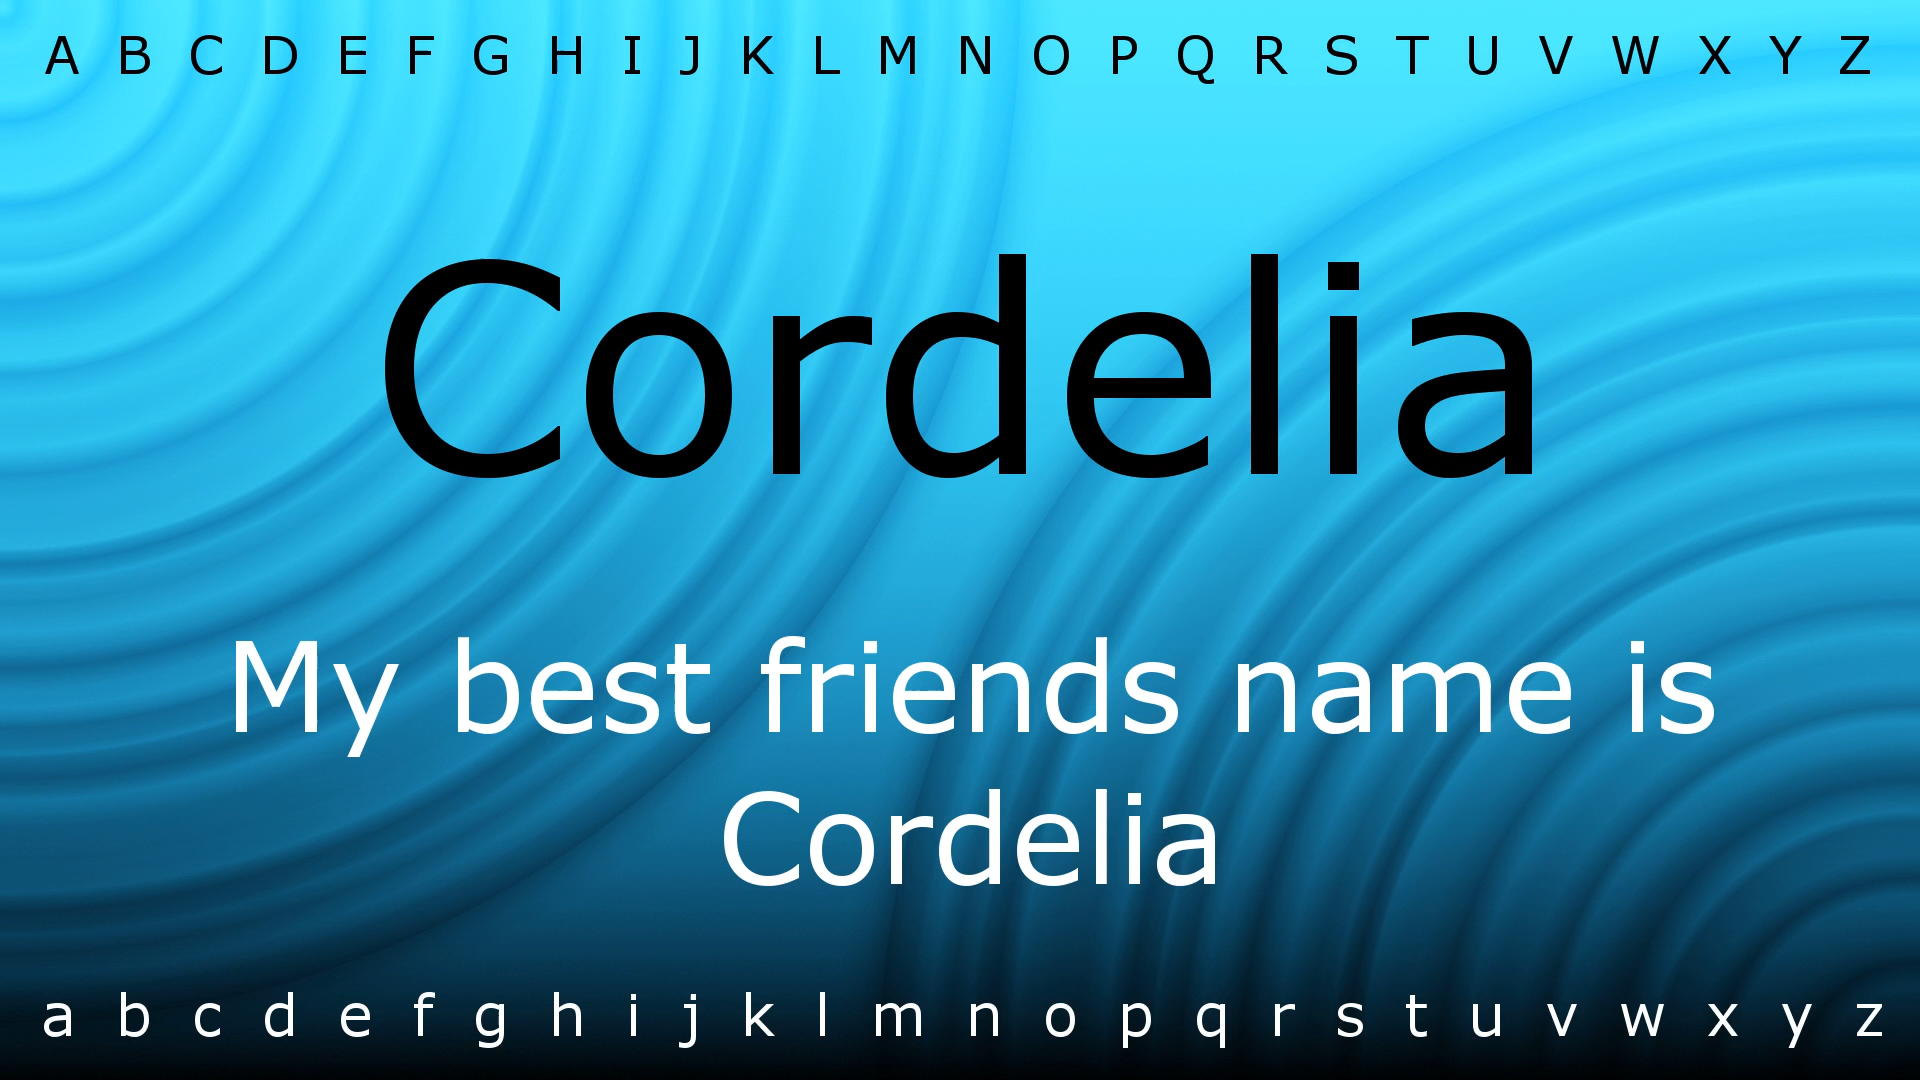 A B C D E F G H I J K L M N O P Q R S T U V W X Y Z
Cordelia
My best friends name is
Cordelia
a b c d e f g h i j k l m n o p q r s t u v w x y z